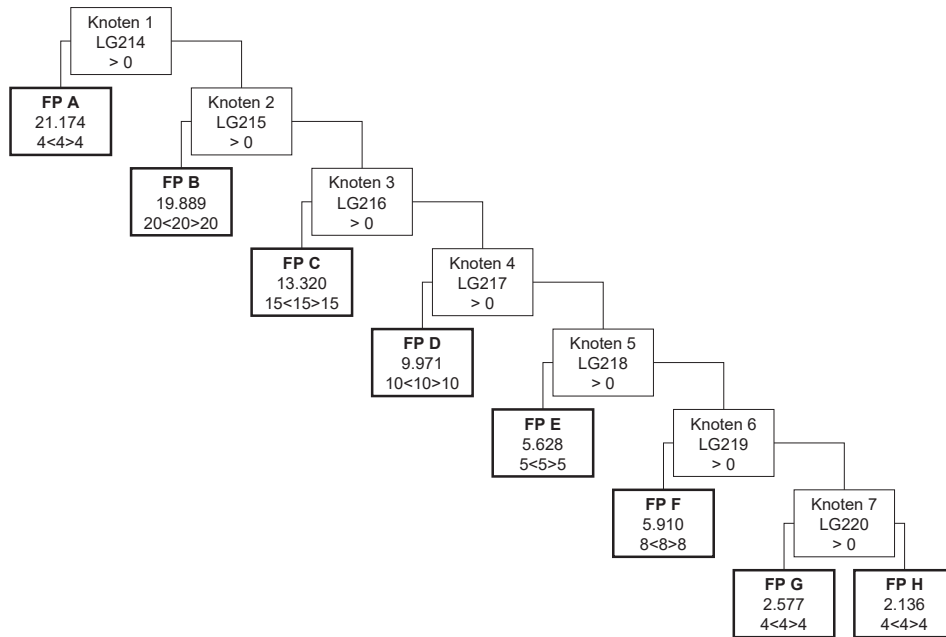 Knoten 1
LG214
> 0
FP A
21.174
4<4>4
Knoten 2
LG215
> 0
FP B
19.889
20<20>20
Knoten 3
LG216
> 0
FP C
13.320
15<15>15
Knoten 4
LG217
> 0
FP D
9.971
10<10>10
Knoten 5
LG218
> 0
FP E
5.628
5<5>5
Knoten 6
LG219
> 0
FP F
5.910
8<8>8
Knoten 7
LG220
> 0
FP G
2.577
4<4>4
FP H
2.136
4<4>4